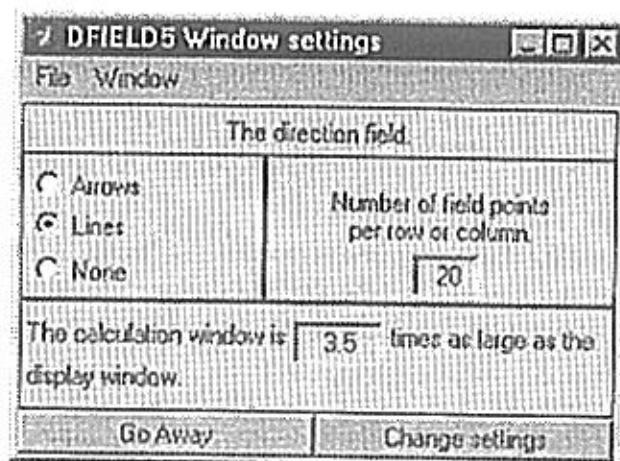 DFIELD5 Window settings
File Window
The direction field.
Arrows
Lines
None
Number of field points
per row or column.
20
The calculation window is 3.5 times as large as the
display window.
Go Away
Change settings